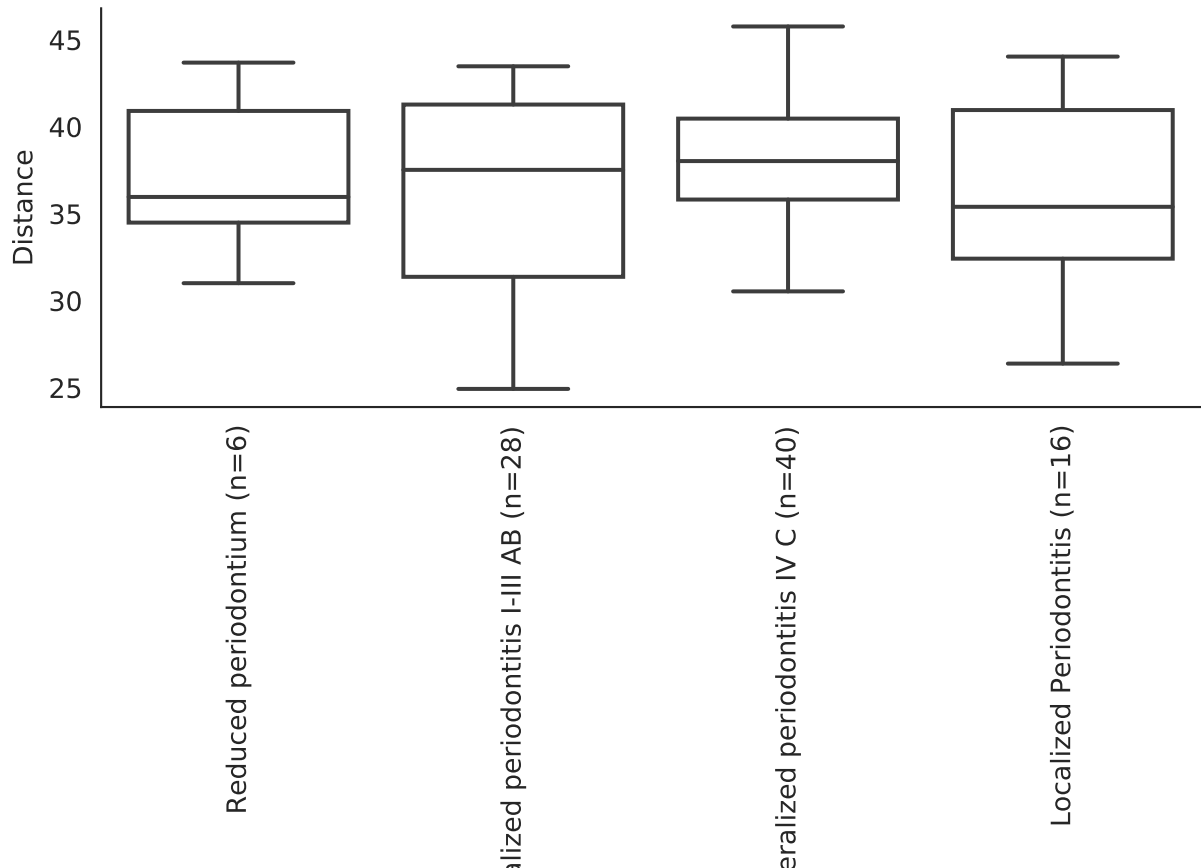 45
40
35
30
25
Distance
Reduced periodontium (n=6)
alized periodontitis I-III AB (n=28)
eralized periodontitis IV C (n=40)
Localized Periodontitis (n=16)